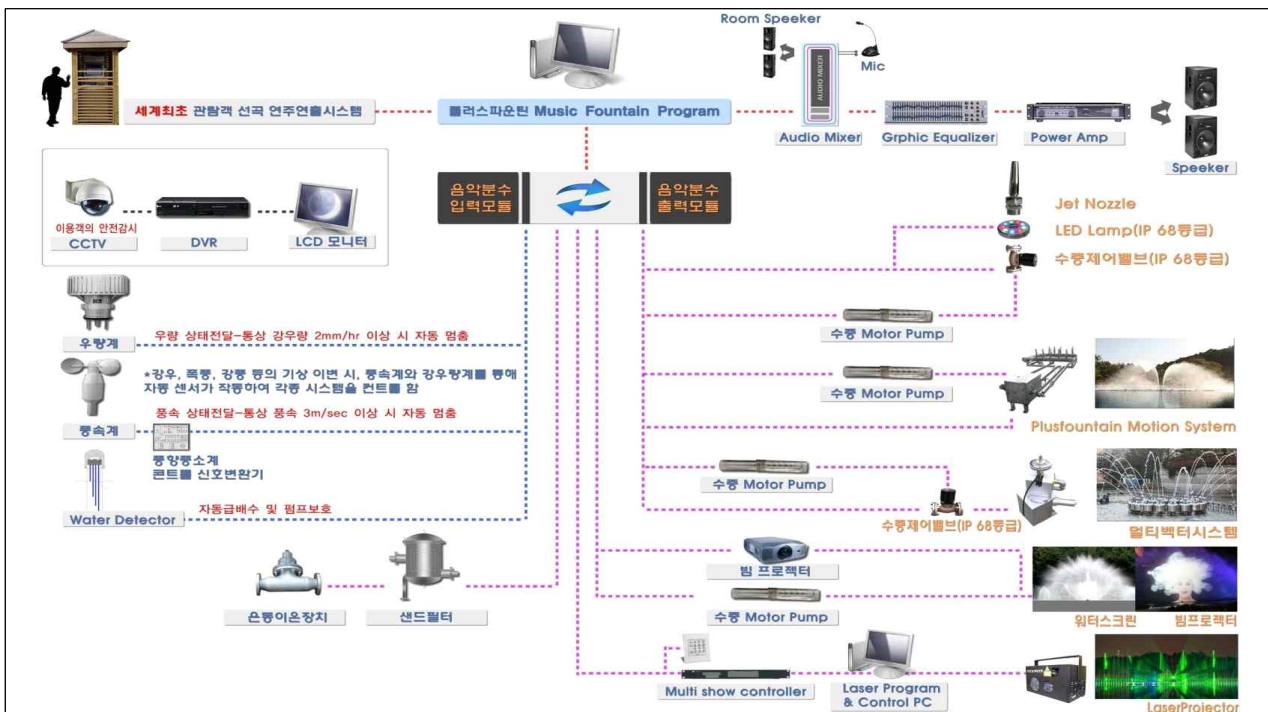 Room Speeker
Mic
AUDIO MIXER
세계최초 관람객 선곡 연주연출시스템
플러스파운틴 Music Fountain Program
Audio Mixer
Grphic Equalizer
Power Amp
Speeker
음악분수
입력모듈
음악분수
출력모듈
이용객의 안전감시
CCTV
DVR
LCD 모니터
Jet Nozzle
LED Lamp(IP 68등급)
수중제어밸브(IP 68등급)
우량계
우량 상태전달-통상 강우량 2mm/hr 이상 시 자동 멈춤
수중 Motor Pump
*강우, 폭풍, 강풍 등의 기상 이변 시, 풍속계와 강우량계를 통해
자동 센서가 작동하여 각종 시스템을 컨트롤 함
수중 Motor Pump
풍속 상태전달-통상 풍속 3m/sec 이상 시 자동 멈춤
풍속계
Plusfountain Motion System
풍향풍소계
콘트롤 신호변환기
수중 Motor Pump
Water Detector
자동급배수 및 펌프보호
수중제어밸브(IP 68등급)
멀티벡터시스템
빔 프로젝터
은동이온장치
샌드필터
수중 Motor Pump
워터스크린
빔프로젝터
Multi show controller
Laser Program
& Control PC
LaserProjector